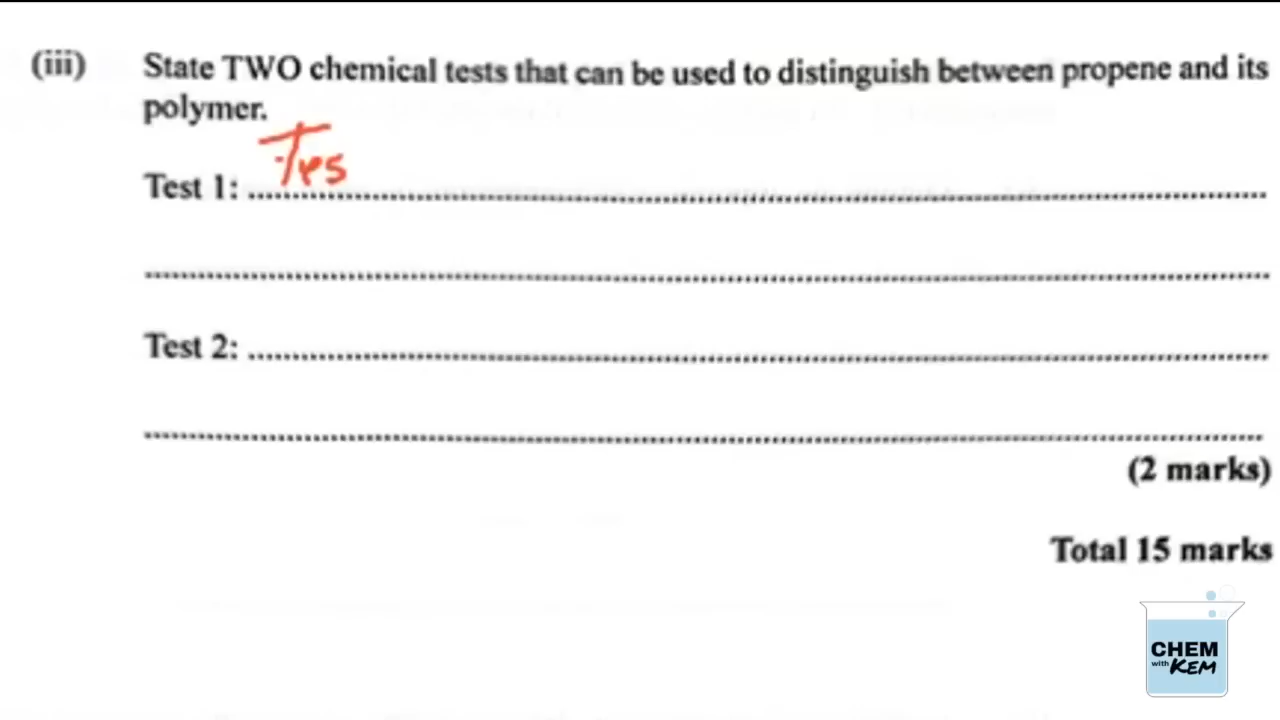 (iii) State TWO chemical tests that can be used to distinguish between propene and its
polymer.
Tes
Test 1: ................................................................
................................................................
Test 2: ................................................................
................................................................
(2 marks)
Total 15 marks
CHEM
with KEM